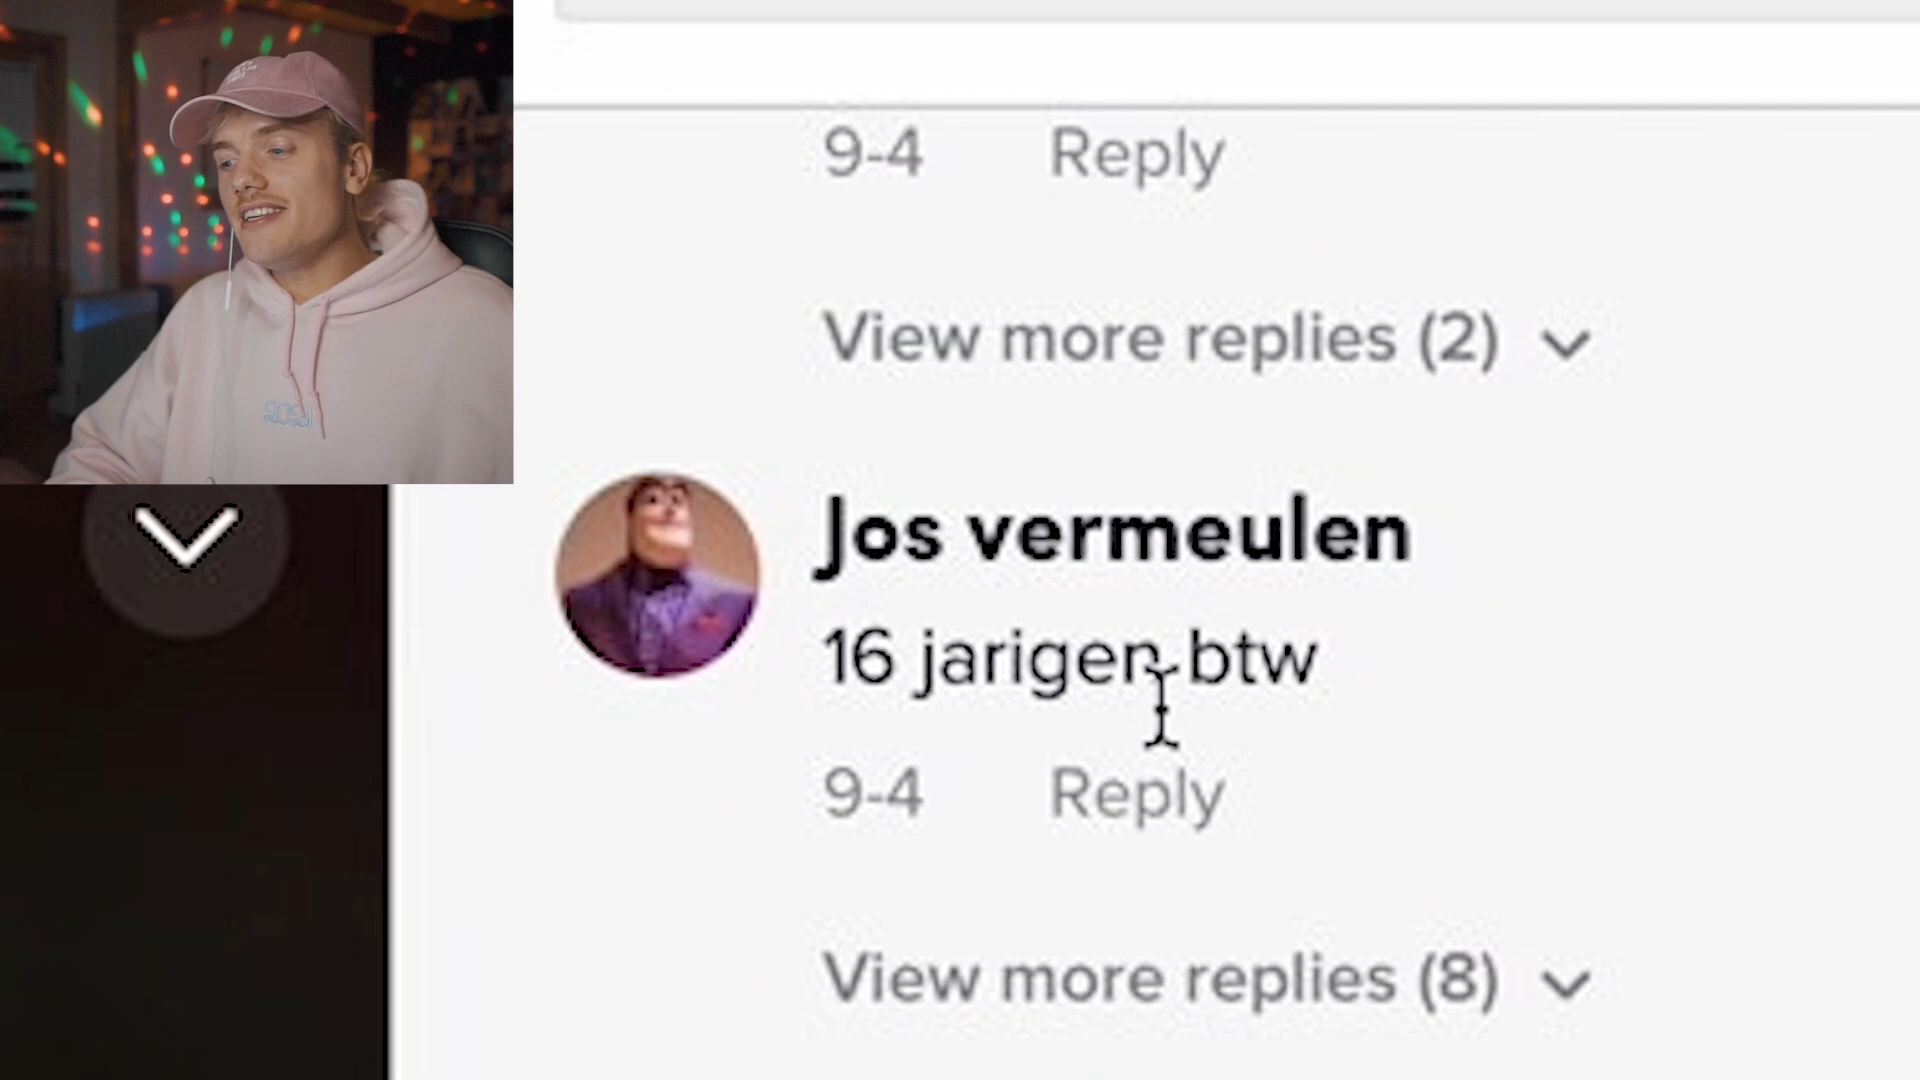 9-4 Reply
View more replies (2)
2021
Jos vermeulen
16 jarigen btw
9-4 Reply
View more replies (8)